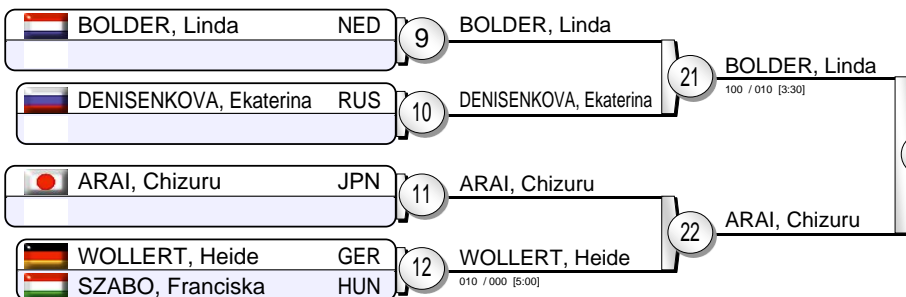 BOLDER, Linda NED
9
BOLDER, Linda
DENISENKOVA, Ekaterina RUS
10
DENISENKOVA, Ekaterina
21
BOLDER, Linda
100 / 010 [3:30]
ARAI, Chizuru JPN
11
ARAI, Chizuru
WOLLERT, Heide GER
SZABO, Franciska HUN
12
WOLLERT, Heide
010 / 000 [5:00]
22
ARAI, Chizuru